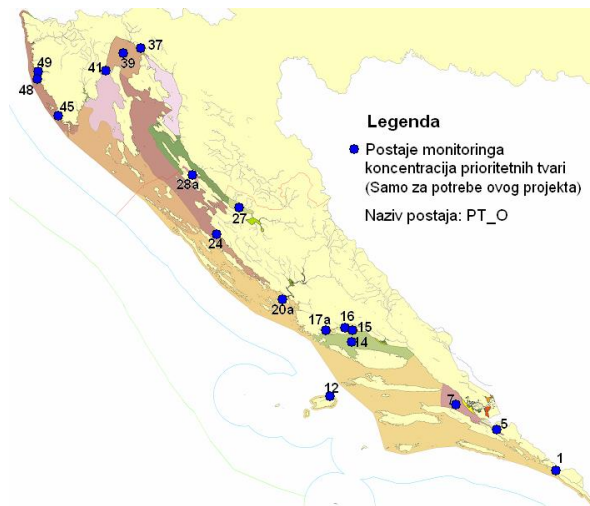 37
39
49
41
48
45
Legenda
Postaje monitoringa
koncentracija prioritetnih tvari
(Samo za potrebe ovog projekta)
Naziv postaja: PT_O
28a
27
24
20a
17a
16
15
14
12
7
5
1